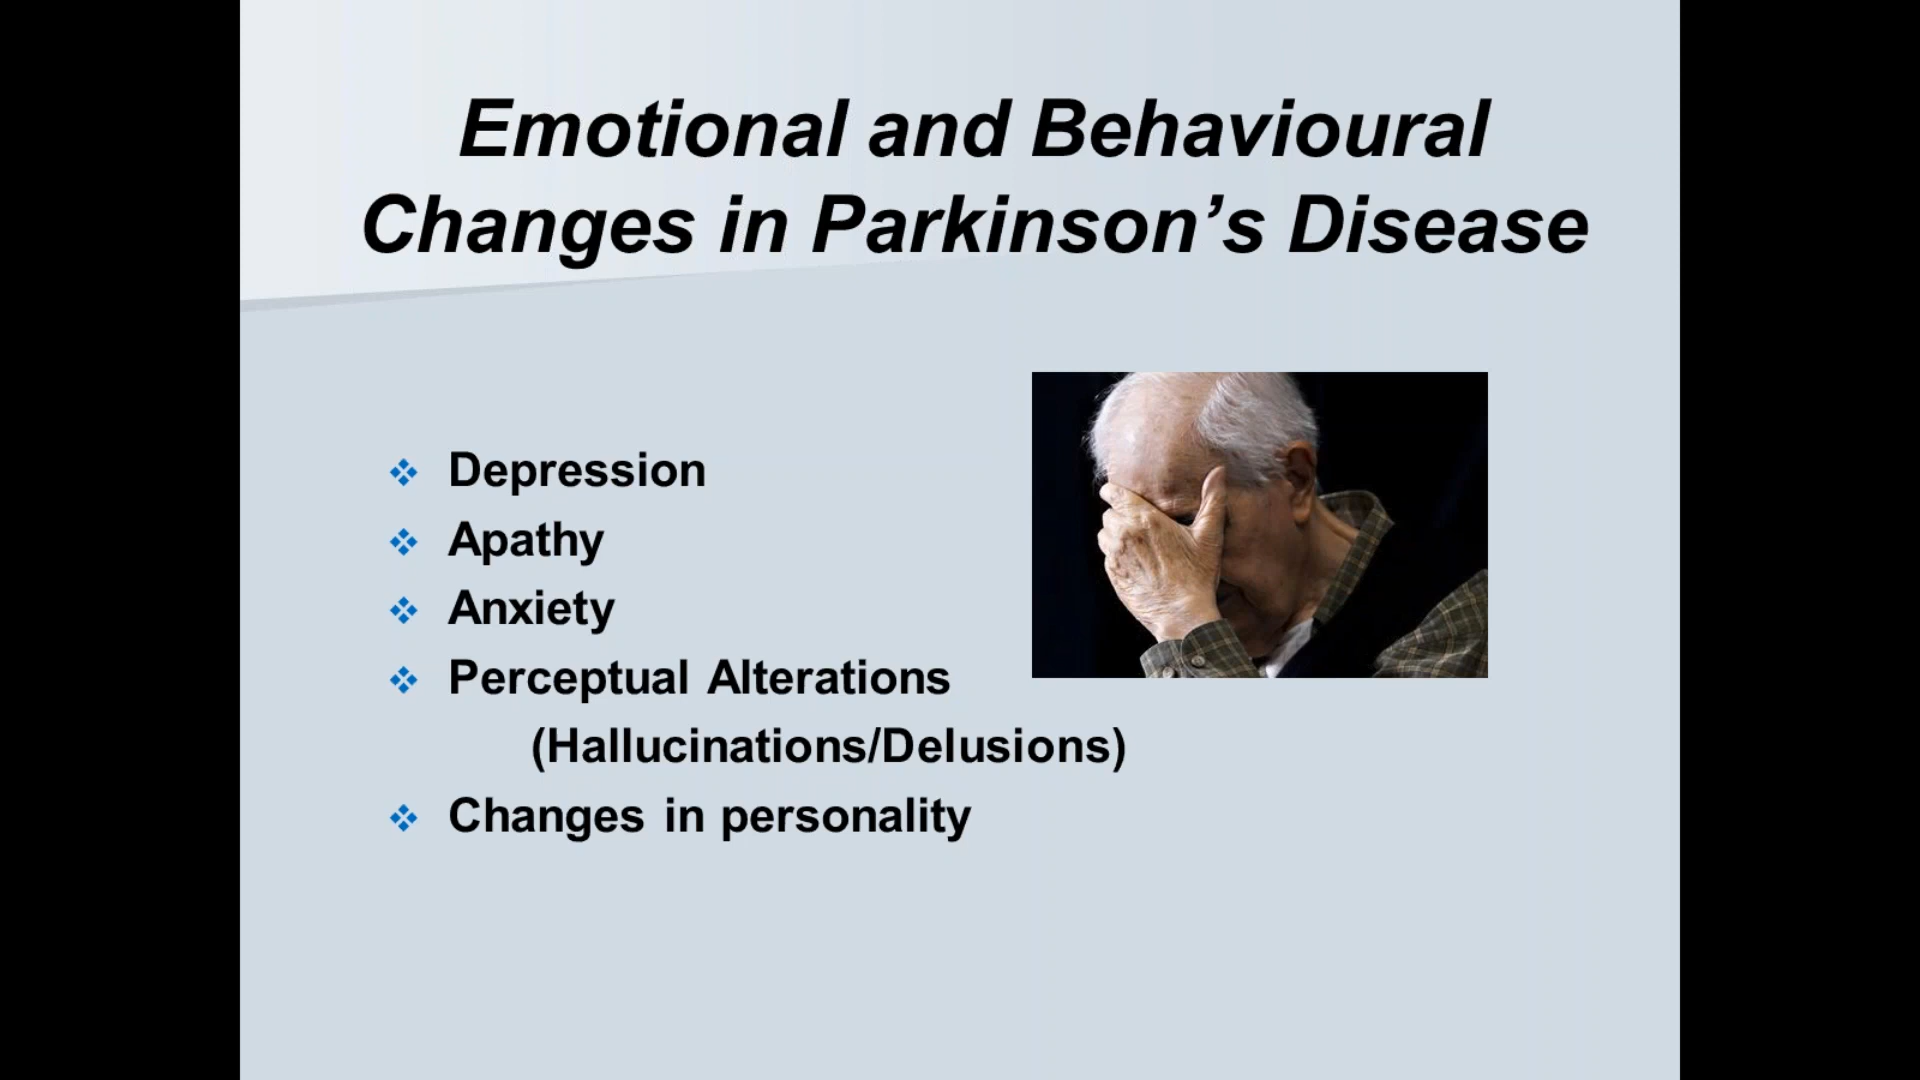 Emotional and Behavioural
Changes in Parkinson’s Disease
Depression
Apathy
Anxiety
Perceptual Alterations
(Hallucinations/Delusions)
Changes in personality